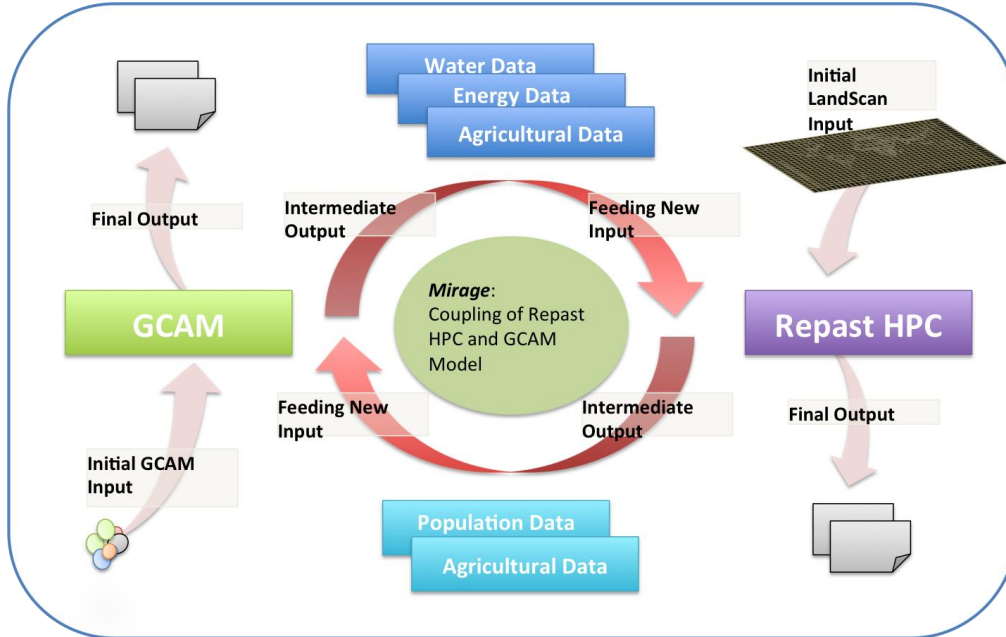 Water Data
Energy Data
Agricultural Data
Initial
LandScan
Input
Final Output
Intermediate
Output
Feeding New
Input
GCAM
Mirage:
Coupling of Repast
HPC and GCAM
Model
Repast HPC
Feeding New
Input
Intermediate
Output
Final Output
Initial GCAM
Input
Population Data
Agricultural Data